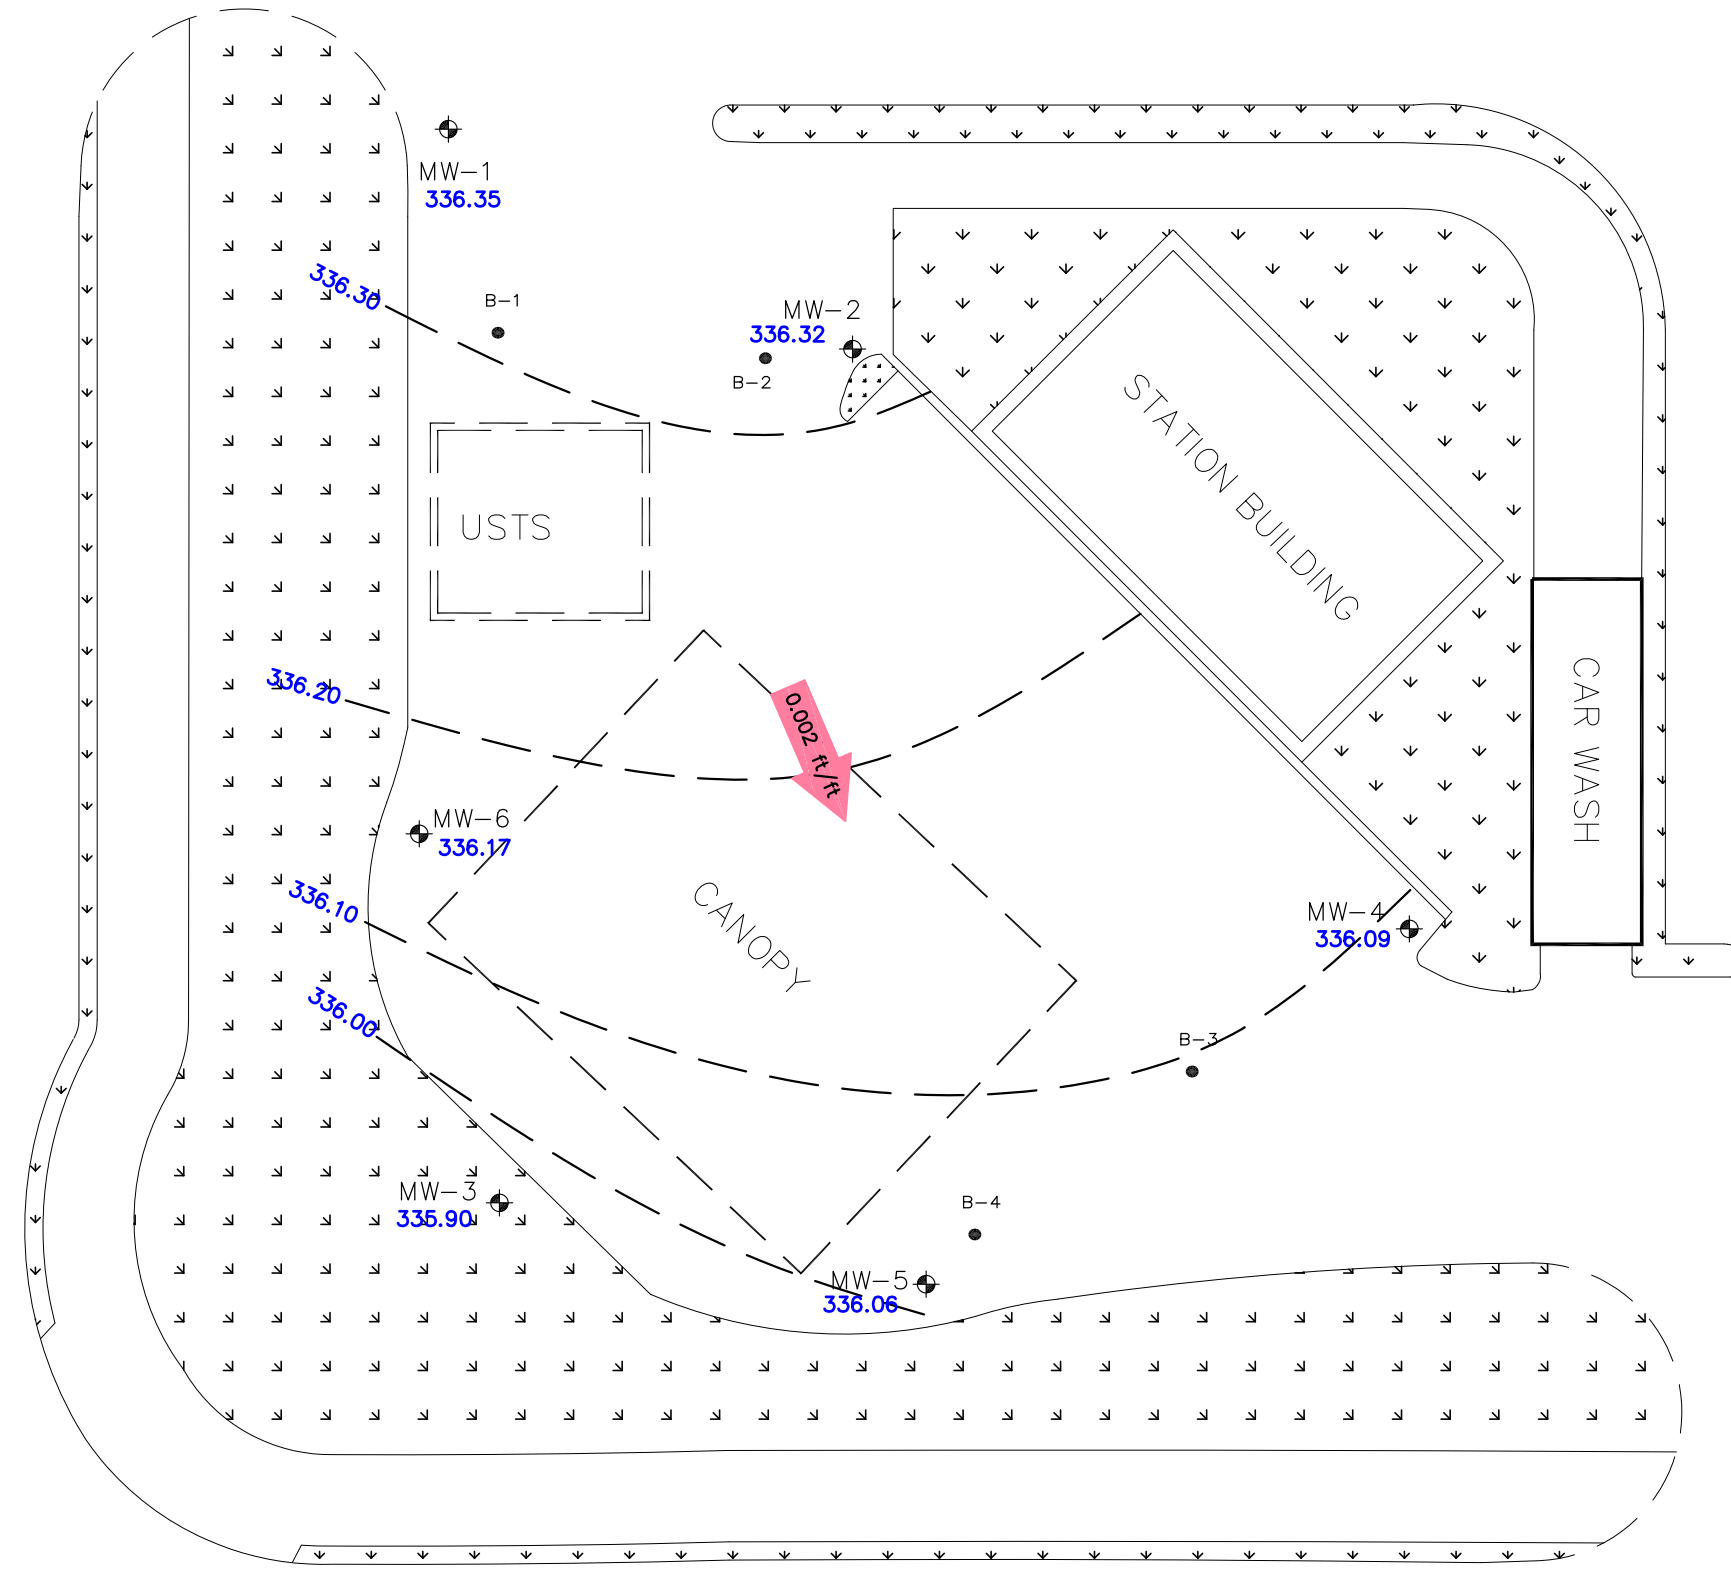 MW-1
336.35
336.30
B-1
MW-2
336.32
B-2
STATION BUILDING
USTS
CAR WASH
336.20
0.002 ft/ft
MW-6
336.17
336.10
CANOPY
MW-4
336.09
336.00
B-3
MW-3
335.90
B-4
MW-5
336.06